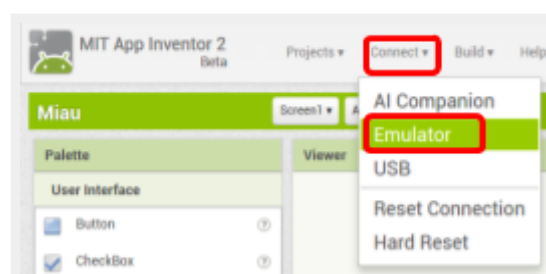 MIT App Inventor 2
Beta
Projects Connect Build Help
Miau
Screen1 A
AI Companion
Emulator
USB
Reset Connection
Hard Reset
Palette
Viewer
User Interface
Button
CheckBox